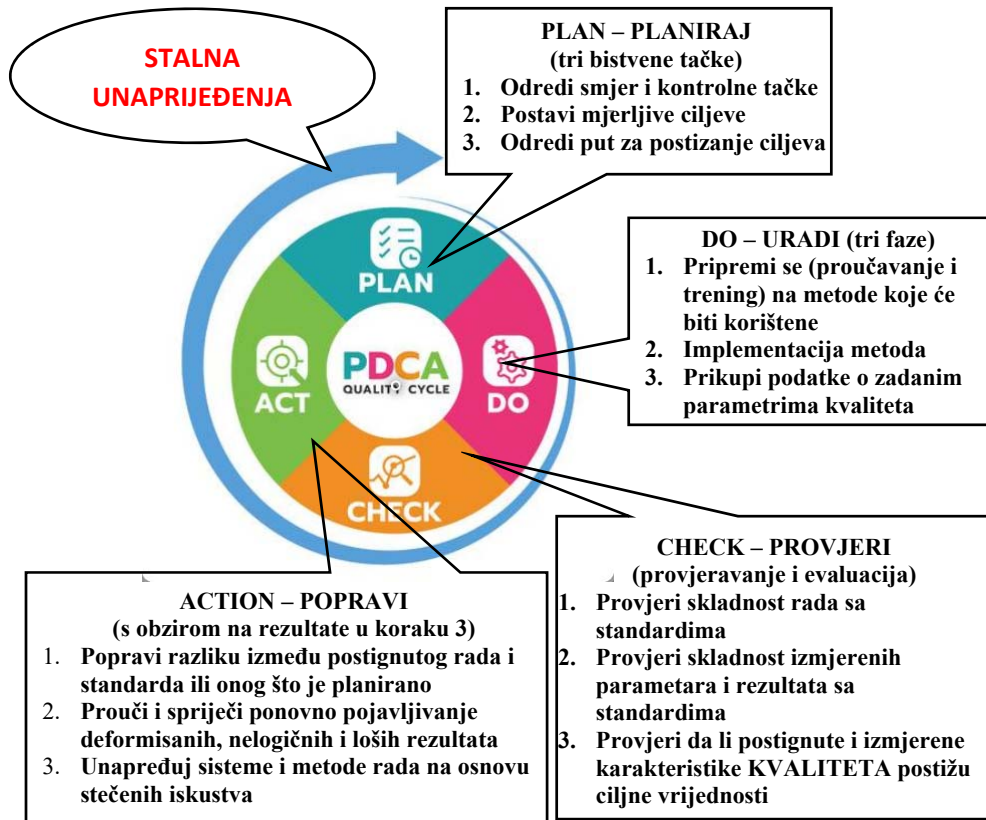 STALNA
UNAPRIJEĐENJA
PLAN – PLANIRAJ
(tri bistvene tačke)
1. Odredi smjer i kontrolne tačke
2. Postavi mjerljive ciljeve
3. Odredi put za postizanje ciljeva
DO – URADI (tri faze)
1. Pripremi se (proučavanje i
trening) na metode koje će
biti korištene
2. Implementacija metoda
3. Prikupi podatke o zadanim
parametrima kvaliteta
PLAN
ACT
PDCA
QUALITY CYCLE
DO
CHECK
CHECK – PROVJERI
(provjeravanje i evaluacija)
1. Provjeri skladnost rada sa
standardima
2. Provjeri skladnost izmjerenih
parametara i rezultata sa
standardima
3. Provjeri da li postignute i izmjerene
karakteristike KVALITETA postižu
ciljne vrijednosti
ACTION – POPRAVI
(s obzirom na rezultate u koraku 3)
1. Popravi razliku između postignutog rada i
standarda ili onog što je planirano
2. Prouči i spriječi ponovno pojavljivanje
deformisanih, nelogičnih i loših rezultata
3. Unapređuj sisteme i metode rada na osnovu
stečenih iskustva